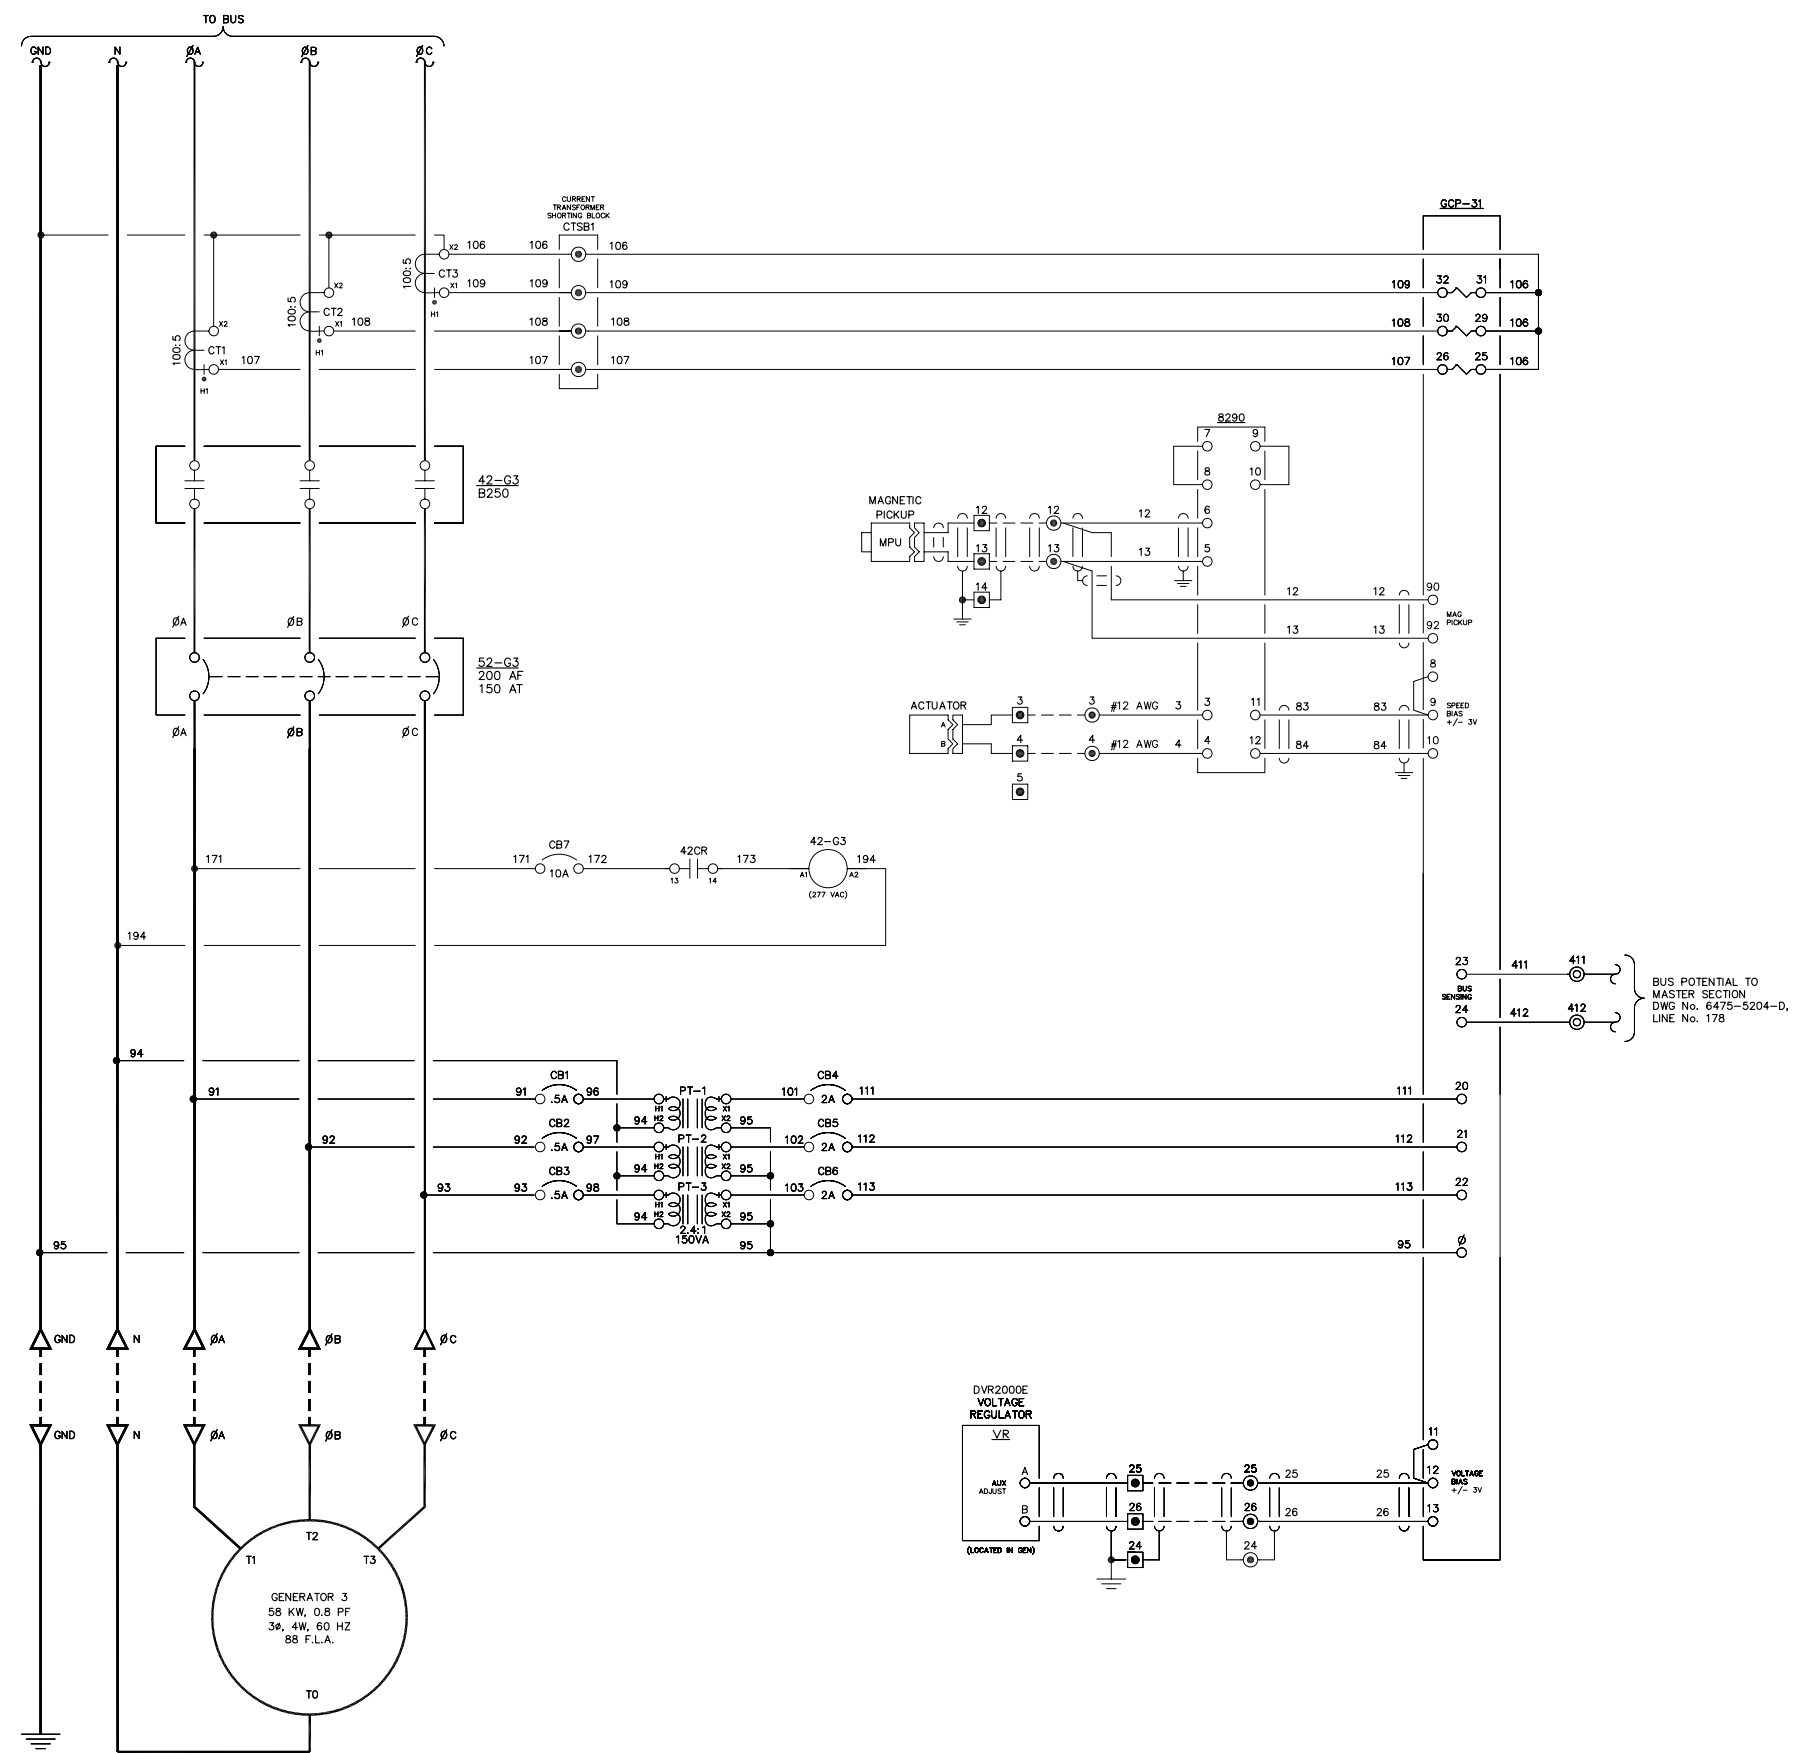 TO BUS
GND N ØA ØB ØC
CURRENT
TRANSFORMER
SHORTING BLOCK
CTSB1
GCP-31
X2 106 106 106
100:5 CT3
X1 109 109 109 109 32 31 106
H1
X2
100:5 CT2
X1 108 108 108 108 30 29 106
H1
X2
100:5 CT1
X1 107 107 107 107 26 25 106
H1
8290
7 9
8 10
42-G3
B250
MAGNETIC
PICKUP
MPU
12 12 12 6
13 13 13 5
14
12 12 90
MAG
PICKUP
13 13 92
ØA ØB ØC
52-G3
200 AF
150 AT
ØA ØB ØC
8
ACTUATOR
A
B
3 3 #12 AWG 3 3 11 83 83 9
SPEED
BIAS
+/- 3V
4 4 #12 AWG 4 4 12 84 84 10
5
171 171 CB7 172 42CR 173 42-G3 194
10A 13 14 A1 A2
(277 VAC)
194
23 411 411
BUS
SENSING
24 412 412
BUS POTENTIAL TO
MASTER SECTION
DWG No. 6475-5204-D,
LINE No. 178
94
91 91 CB1 96 PT-1 101 CB4 111 111 20
.5A H1 X1 2A
94 H2 X2 95
92 92 CB2 97 PT-2 102 CB5 112 112 21
.5A H1 X1 2A
94 H2 X2 95
93 93 CB3 98 PT-3 103 CB6 113 113 22
.5A H1 X1 2A
94 H2 X2 95
2.4:1
150VA
95 95 95 Ø
GND N ØA ØB ØC
GND N ØA ØB ØC
DVR2000E
VOLTAGE
REGULATOR
VR
11
AUX
ADJUST
A 25 25 25 25 12
VOLTAGE
BIAS
+/- 3V
B 26 26 26 26 13
24 24
(LOCATED IN GEN)
T1 T2 T3
GENERATOR 3
58 KW, 0.8 PF
3ø, 4W, 60 HZ
88 F.L.A.
T0